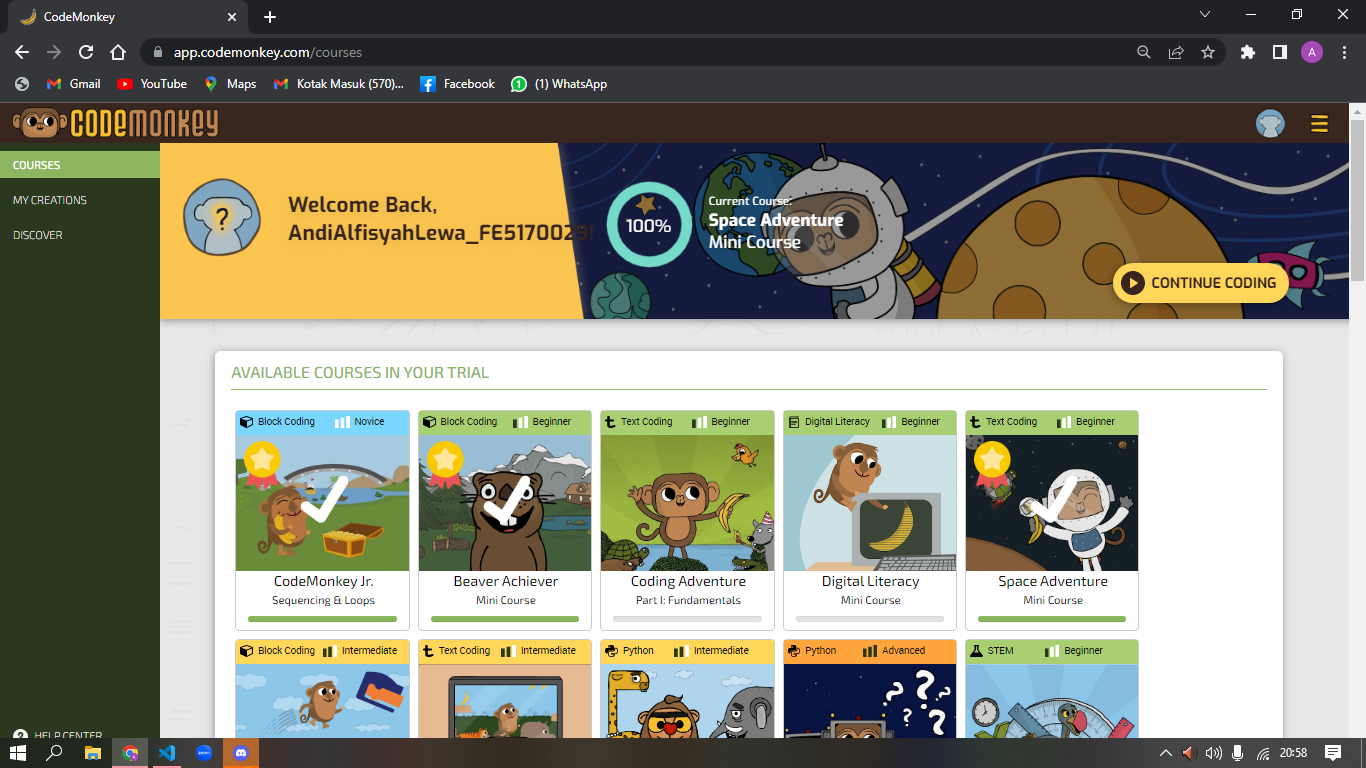 CodeMonkey
app.codemonkey.com/courses
A
Gmail
YouTube
Maps
Kotak Masuk (570)...
Facebook
(1) WhatsApp
CODEMONKEY
COURSES
MY CREATIONS
DISCOVER
HELP CENTER
?
Welcome Back,
AndiAlfisyahLewa_FE5170029!
100%
Current Course:
Space Adventure
Mini Course
CONTINUE CODING
AVAILABLE COURSES IN YOUR TRIAL
Block Coding Novice
CodeMonkey Jr.
Sequencing & Loops
Block Coding Beginner
Beaver Achiever
Mini Course
Text Coding Beginner
Coding Adventure
Part I: Fundamentals
Digital Literacy Beginner
Digital Literacy
Mini Course
Text Coding Beginner
Space Adventure
Mini Course
Block Coding Intermediate
Text Coding Intermediate
Python Intermediate
Python Advanced
? ? ? ? ?
STEM Beginner
20:58